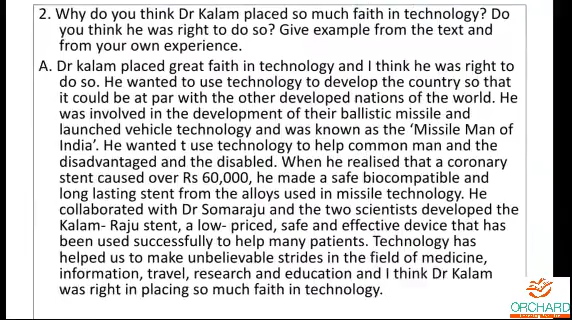 2. Why do you think Dr Kalam placed so much faith in technology? Do
you think he was right to do so? Give example from the text and
from your own experience.
A. Dr kalam placed great faith in technology and I think he was right to
do so. He wanted to use technology to develop the country so that
it could be at par with the other developed nations of the world. He
was involved in the development of their ballistic missile and
launched vehicle technology and was known as the ‘Missile Man of
India’. He wanted t use technology to help common man and the
disadvantaged and the disabled. When he realised that a coronary
stent caused over Rs 60,000, he made a safe biocompatible and
long lasting stent from the alloys used in missile technology. He
collaborated with Dr Somaraju and the two scientists developed the
Kalam- Raju stent, a low- priced, safe and effective device that has
been used successfully to help many patients. Technology has
helped us to make unbelievable strides in the field of medicine,
information, travel, research and education and I think Dr Kalam
was right in placing so much faith in technology.
ORCHARD